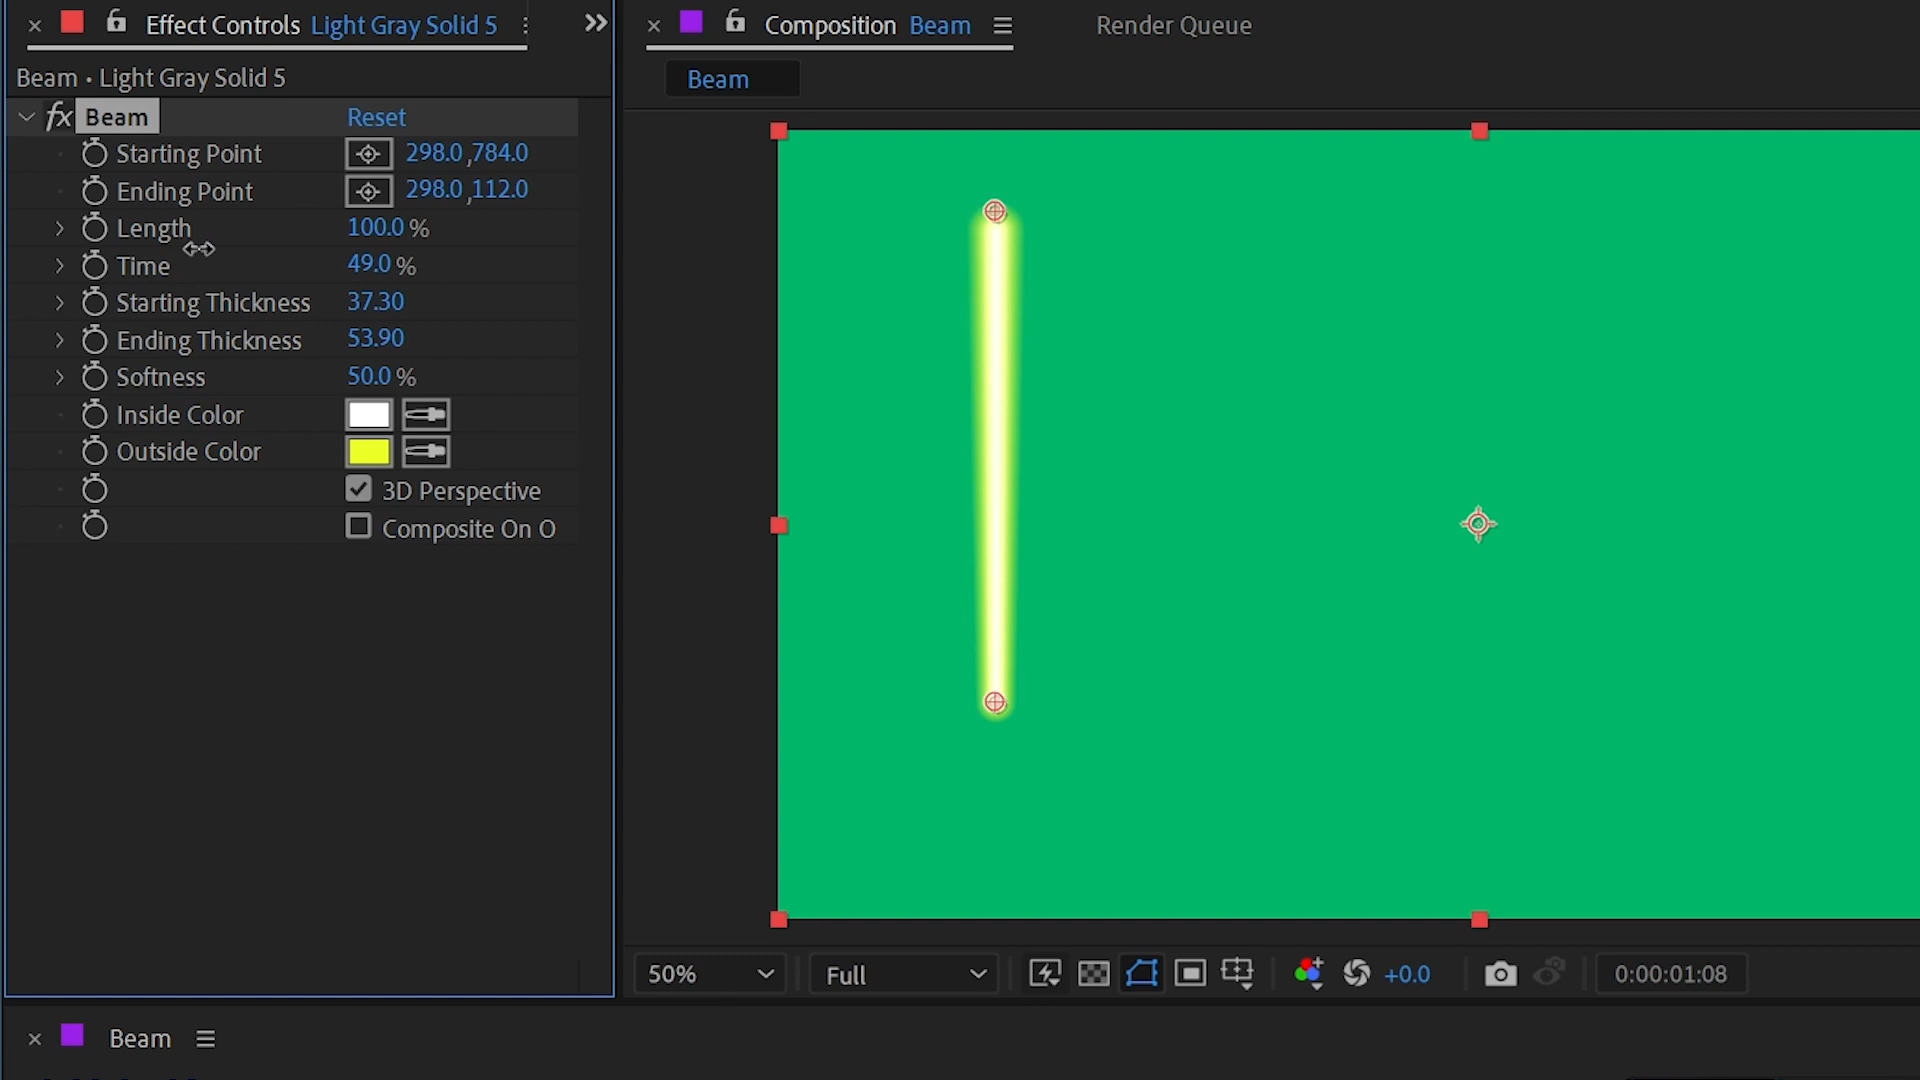 Effect Controls Light Gray Solid 5
Composition Beam
Render Queue
Beam • Light Gray Solid 5
Beam
fx Beam Reset
Starting Point 298.0,784.0
Ending Point 298.0,112.0
Length 100.0 %
Time 49.0 %
Starting Thickness 37.30
Ending Thickness 53.90
Softness 50.0 %
Inside Color
Outside Color
3D Perspective
Composite On O
50% Full +0.0 0:00:01:08
Beam